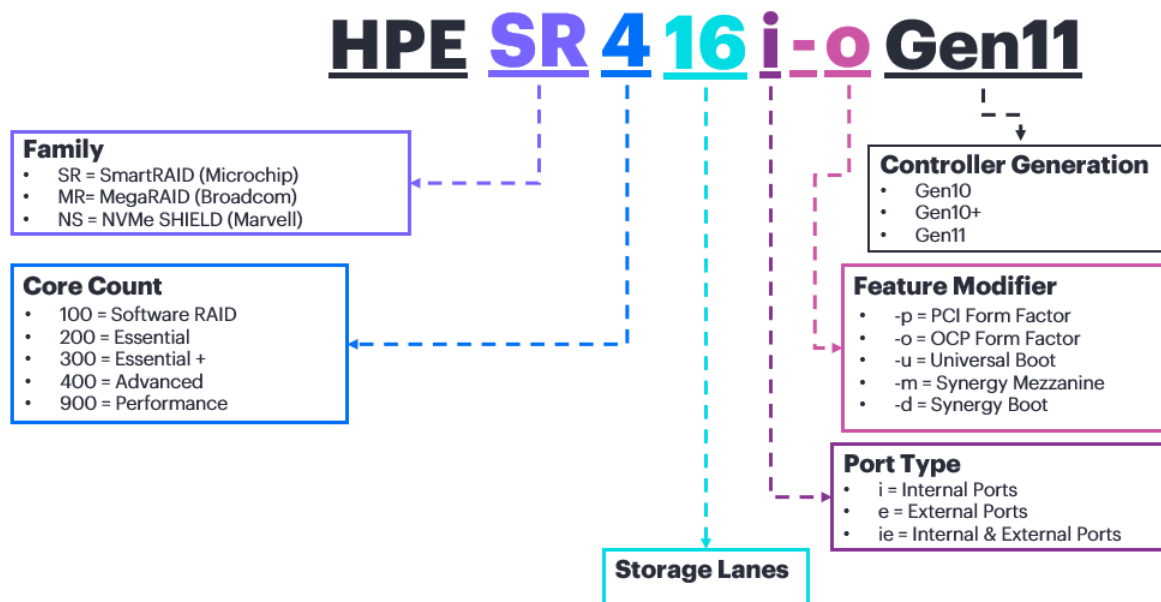 HPE SR 4 16 i -o Gen11
Family
• SR = SmartRAID (Microchip)
• MR= MegaRAID (Broadcom)
• NS = NVMe SHIELD (Marvell)
Core Count
• 100 = Software RAID
• 200 = Essential
• 300 = Essential +
• 400 = Advanced
• 900 = Performance
Controller Generation
• Gen10
• Gen10+
• Gen11
Feature Modifier
• -p = PCI Form Factor
• -o = OCP Form Factor
• -u = Universal Boot
• -m = Synergy Mezzanine
• -d = Synergy Boot
Port Type
• i = Internal Ports
• e = External Ports
• ie = Internal & External Ports
Storage Lanes